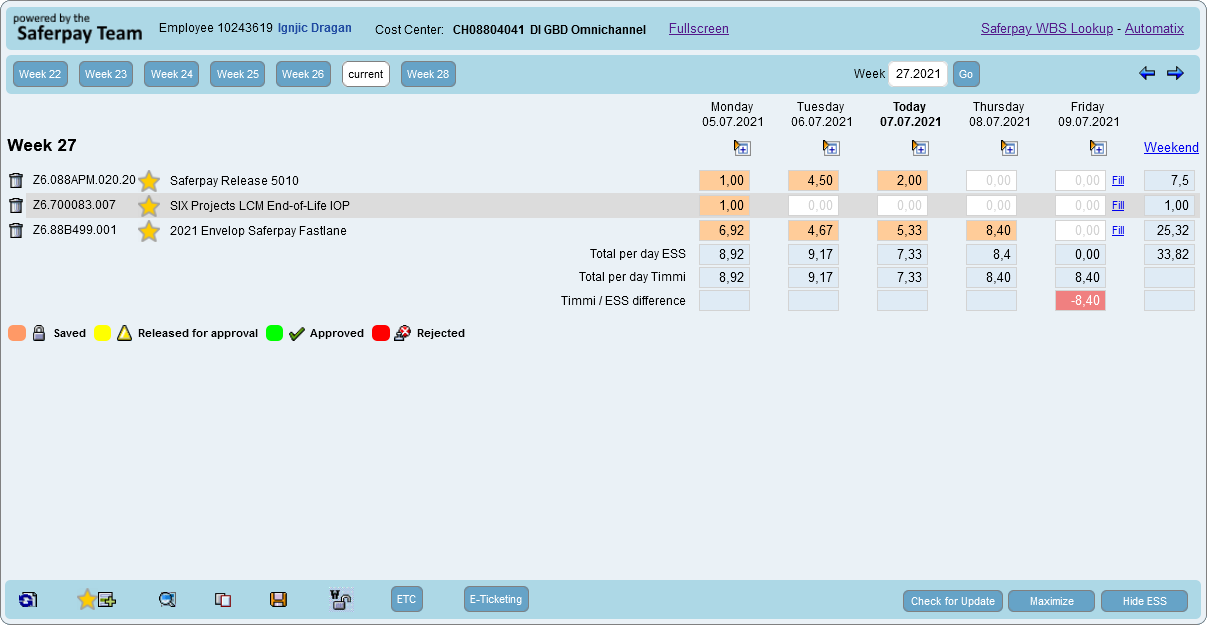 powered by the
Saferpay Team
Employee 10243619 Ignjic Dragan Cost Center: CH08804041 DI GBD Omnichannel Fullscreen Saferpay WBS Lookup - Automatix
Week 22 Week 23 Week 24 Week 25 Week 26 current Week 28 Week 27.2021 Go
Monday Tuesday Today Thursday Friday
05.07.2021 06.07.2021 07.07.2021 08.07.2021 09.07.2021
Week 27 Weekend
Z6.088APM.020.20 Saferpay Release 5010 1,00 4,50 2,00 0,00 0,00 Fill 7,5
Z6.700083.007 SIX Projects LCM End-of-Life IOP 1,00 0,00 0,00 0,00 0,00 Fill 1,00
Z6.88B499.001 2021 Envelop Saferpay Fastlane 6,92 4,67 5,33 8,40 0,00 Fill 25,32
Total per day ESS 8,92 9,17 7,33 8,4 0,00 33,82
Total per day Timmi 8,92 9,17 7,33 8,40 8,40
Timmi / ESS difference -8,40
Saved Released for approval Approved Rejected
W ETC E-Ticketing Check for Update Maximize Hide ESS